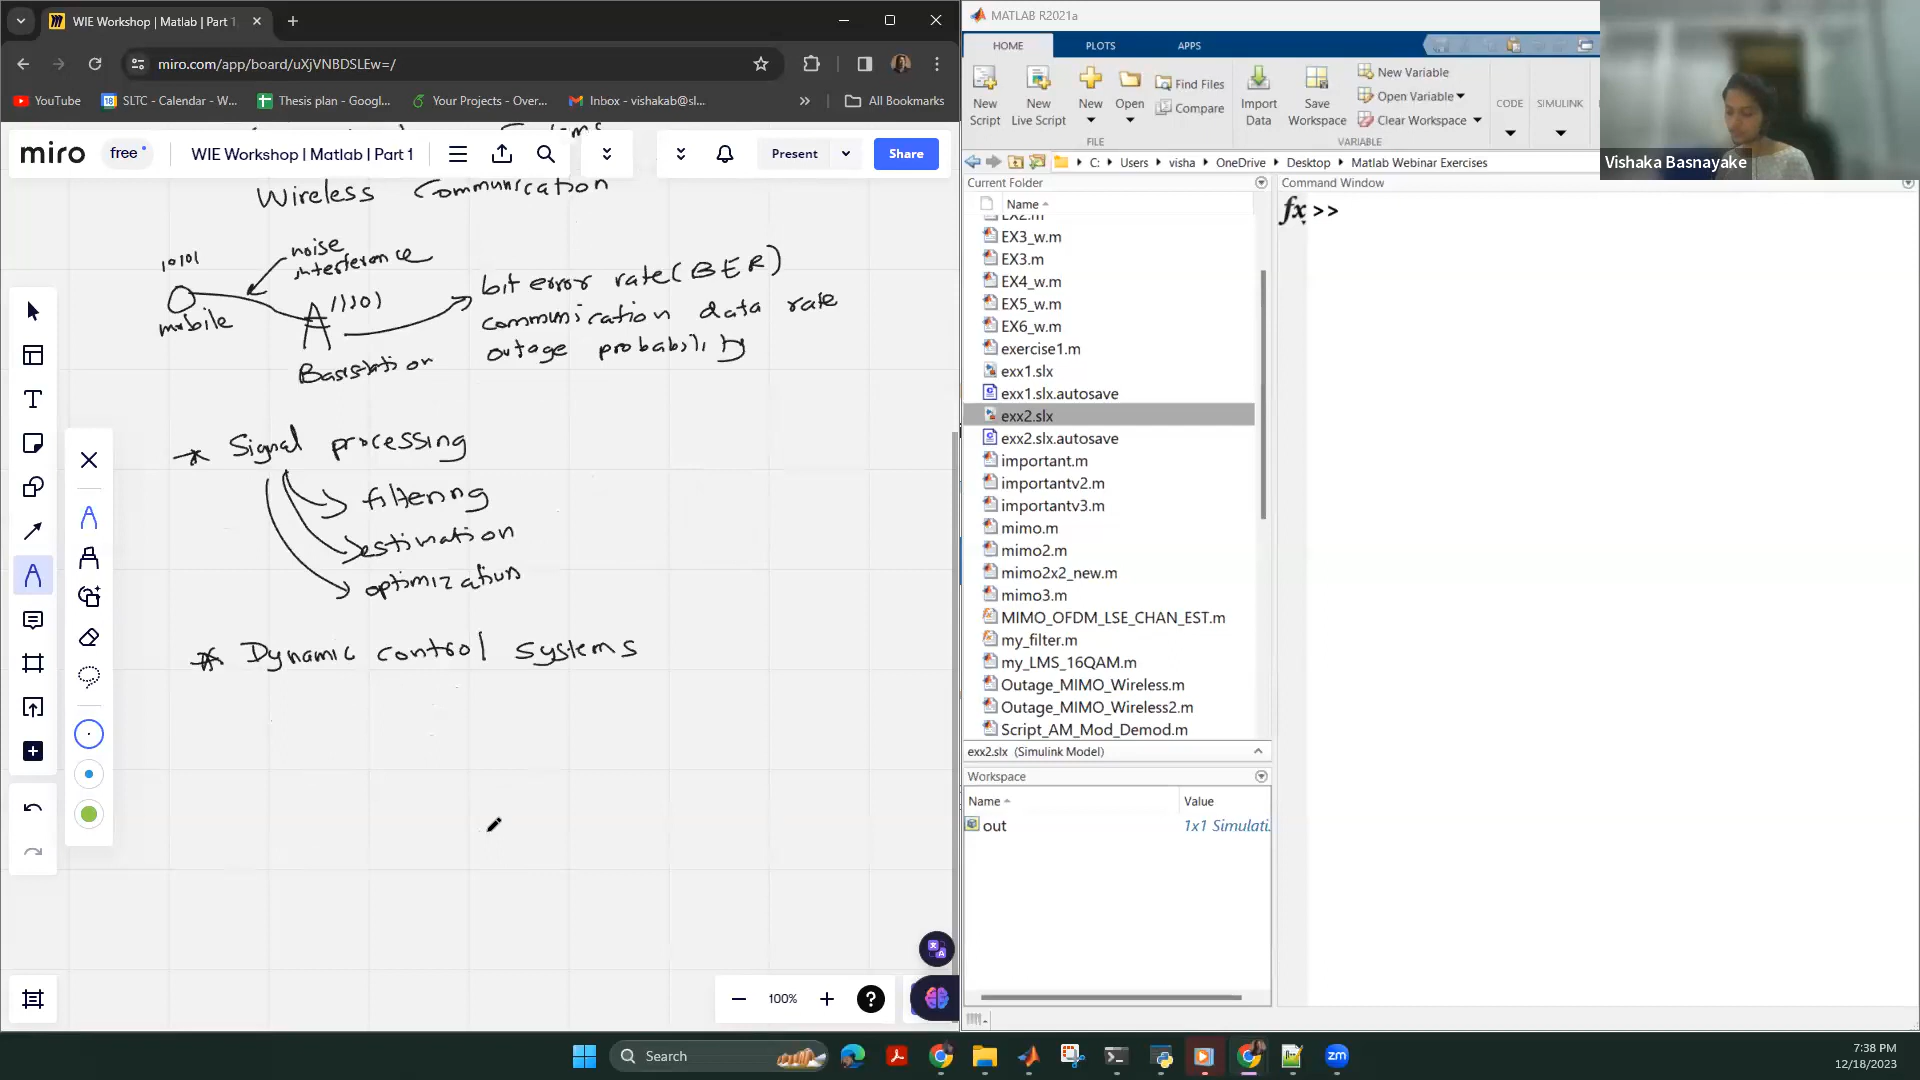 WIE Workshop | Matlab | Part 1
miro.com/app/board/uXjVNBDSLEw=/
YouTube
SLTC - Calendar - W...
Thesis plan - Googl...
Your Projects - Over...
Inbox - vishakab@sl...
All Bookmarks
miro
free
WIE Workshop | Matlab | Part 1
Present
Share
Wireless Communication
10101
noise
interference
mobile
11101
Basistation
bit error rate (BER)
communication data rate
outage probability
* Signal processing
filtering
estimation
optimization
* Dynamic control systems
100%
MATLAB R2021a
HOME
PLOTS
APPS
New Script
New Live Script
New
Open
Find Files
Compare
Import Data
Save Workspace
New Variable
Open Variable
Clear Workspace
CODE
SIMULINK
FILE
VARIABLE
C: Users visha OneDrive Desktop Matlab Webinar Exercises
Vishaka Basnayake
Current Folder
Name
EX2.m
EX3_w.m
EX3.m
EX4_w.m
EX5_w.m
EX6_w.m
exercise1.m
exx1.slx
exx1.slx.autosave
exx2.slx
exx2.slx.autosave
important.m
importantv2.m
importantv3.m
mimo.m
mimo2.m
mimo2x2_new.m
mimo3.m
MIMO_OFDM_LSE_CHAN_EST.m
my_filter.m
my_LMS_16QAM.m
Outage_MIMO_Wireless.m
Outage_MIMO_Wireless2.m
Script_AM_Mod_Demod.m
exx2.slx (Simulink Model)
Workspace
Name Value
out 1x1 Simulati...
Command Window
fx >>
Search
7:38 PM
12/18/2023